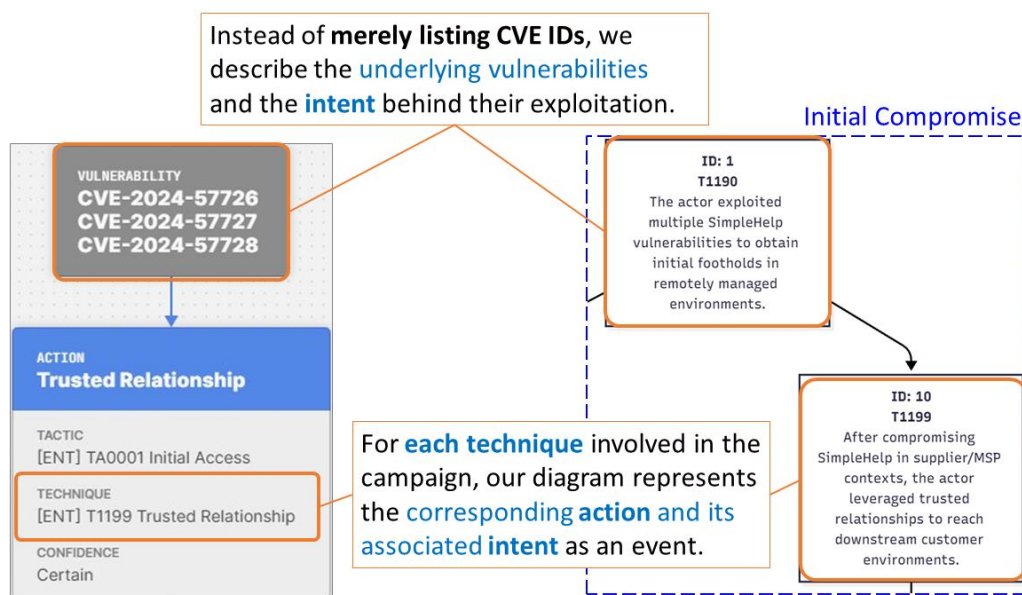 Instead of merely listing CVE IDs, we
describe the underlying vulnerabilities
and the intent behind their exploitation.
Initial Compromise
VULNERABILITY
CVE-2024-57726
CVE-2024-57727
CVE-2024-57728
ID: 1
T1190
The actor exploited
multiple SimpleHelp
vulnerabilities to obtain
initial footholds in
remotely managed
environments.
ACTION
Trusted Relationship
TACTIC
[ENT] TA0001 Initial Access
TECHNIQUE
[ENT] T1199 Trusted Relationship
CONFIDENCE
Certain
For each technique involved in the
campaign, our diagram represents
the corresponding action and its
associated intent as an event.
ID: 10
T1199
After compromising
SimpleHelp in supplier/MSP
contexts, the actor
leveraged trusted
relationships to reach
downstream customer
environments.